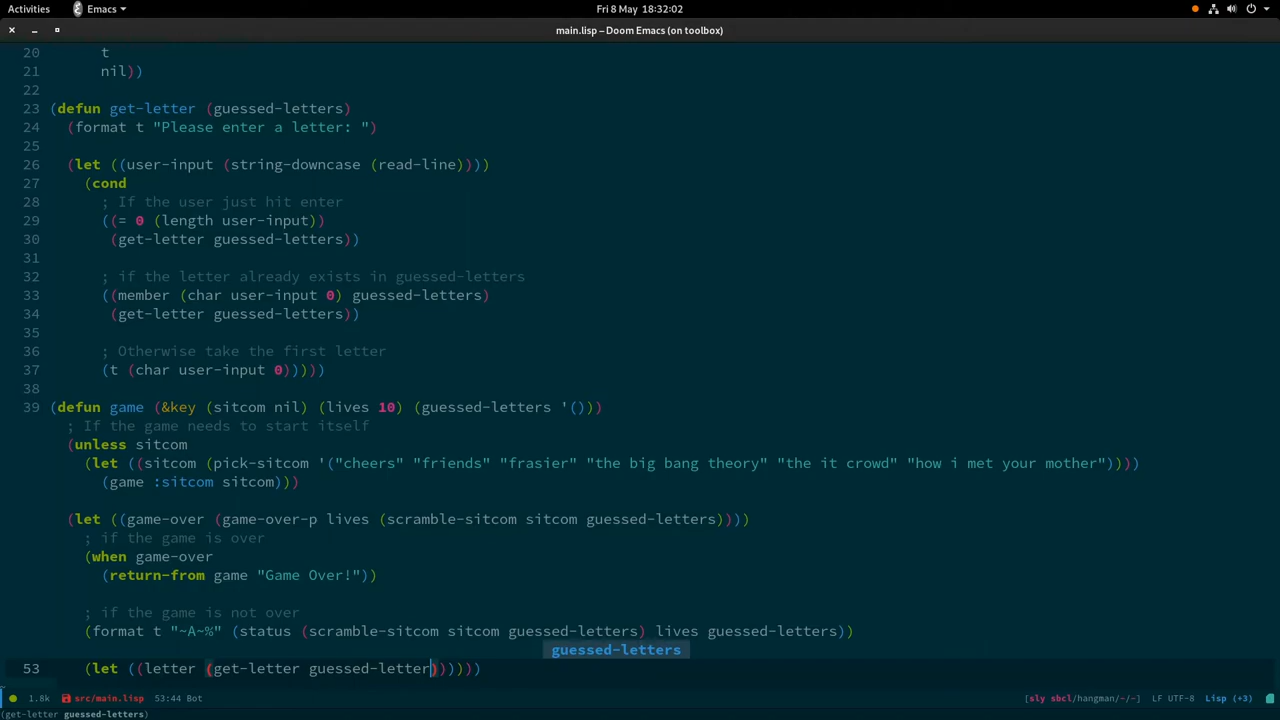 Activities Emacs Fri 8 May 18:32:02
main.lisp – Doom Emacs (on toolbox)
20 t
21 nil))
22
23 (defun get-letter (guessed-letters)
24 (format t "Please enter a letter: ")
25
26 (let ((user-input (string-downcase (read-line))))
27 (cond
28 ; If the user just hit enter
29 ((= 0 (length user-input))
30 (get-letter guessed-letters))
31
32 ; if the letter already exists in guessed-letters
33 ((member (char user-input 0) guessed-letters)
34 (get-letter guessed-letters))
35
36 ; Otherwise take the first letter
37 (t (char user-input 0)))))
38
39 (defun game (&key (sitcom nil) (lives 10) (guessed-letters '()))
; If the game needs to start itself
(unless sitcom
(let ((sitcom (pick-sitcom '("cheers" "friends" "frasier" "the big bang theory" "the it crowd" "how i met your mother"))))
(game :sitcom sitcom)))
(let ((game-over (game-over-p lives (scramble-sitcom sitcom guessed-letters))))
; if the game is over
(when game-over
(return-from game "Game Over!"))
; if the game is not over
(format t "~A~%" (status (scramble-sitcom sitcom guessed-letters) lives guessed-letters))
guessed-letters
53 (let ((letter (get-letter guessed-letter))))))
1.8k src/main.lisp 53:44 Bot [sly sbcl/hangman/~/~] LF UTF-8 Lisp (+3)
(get-letter guessed-letters)